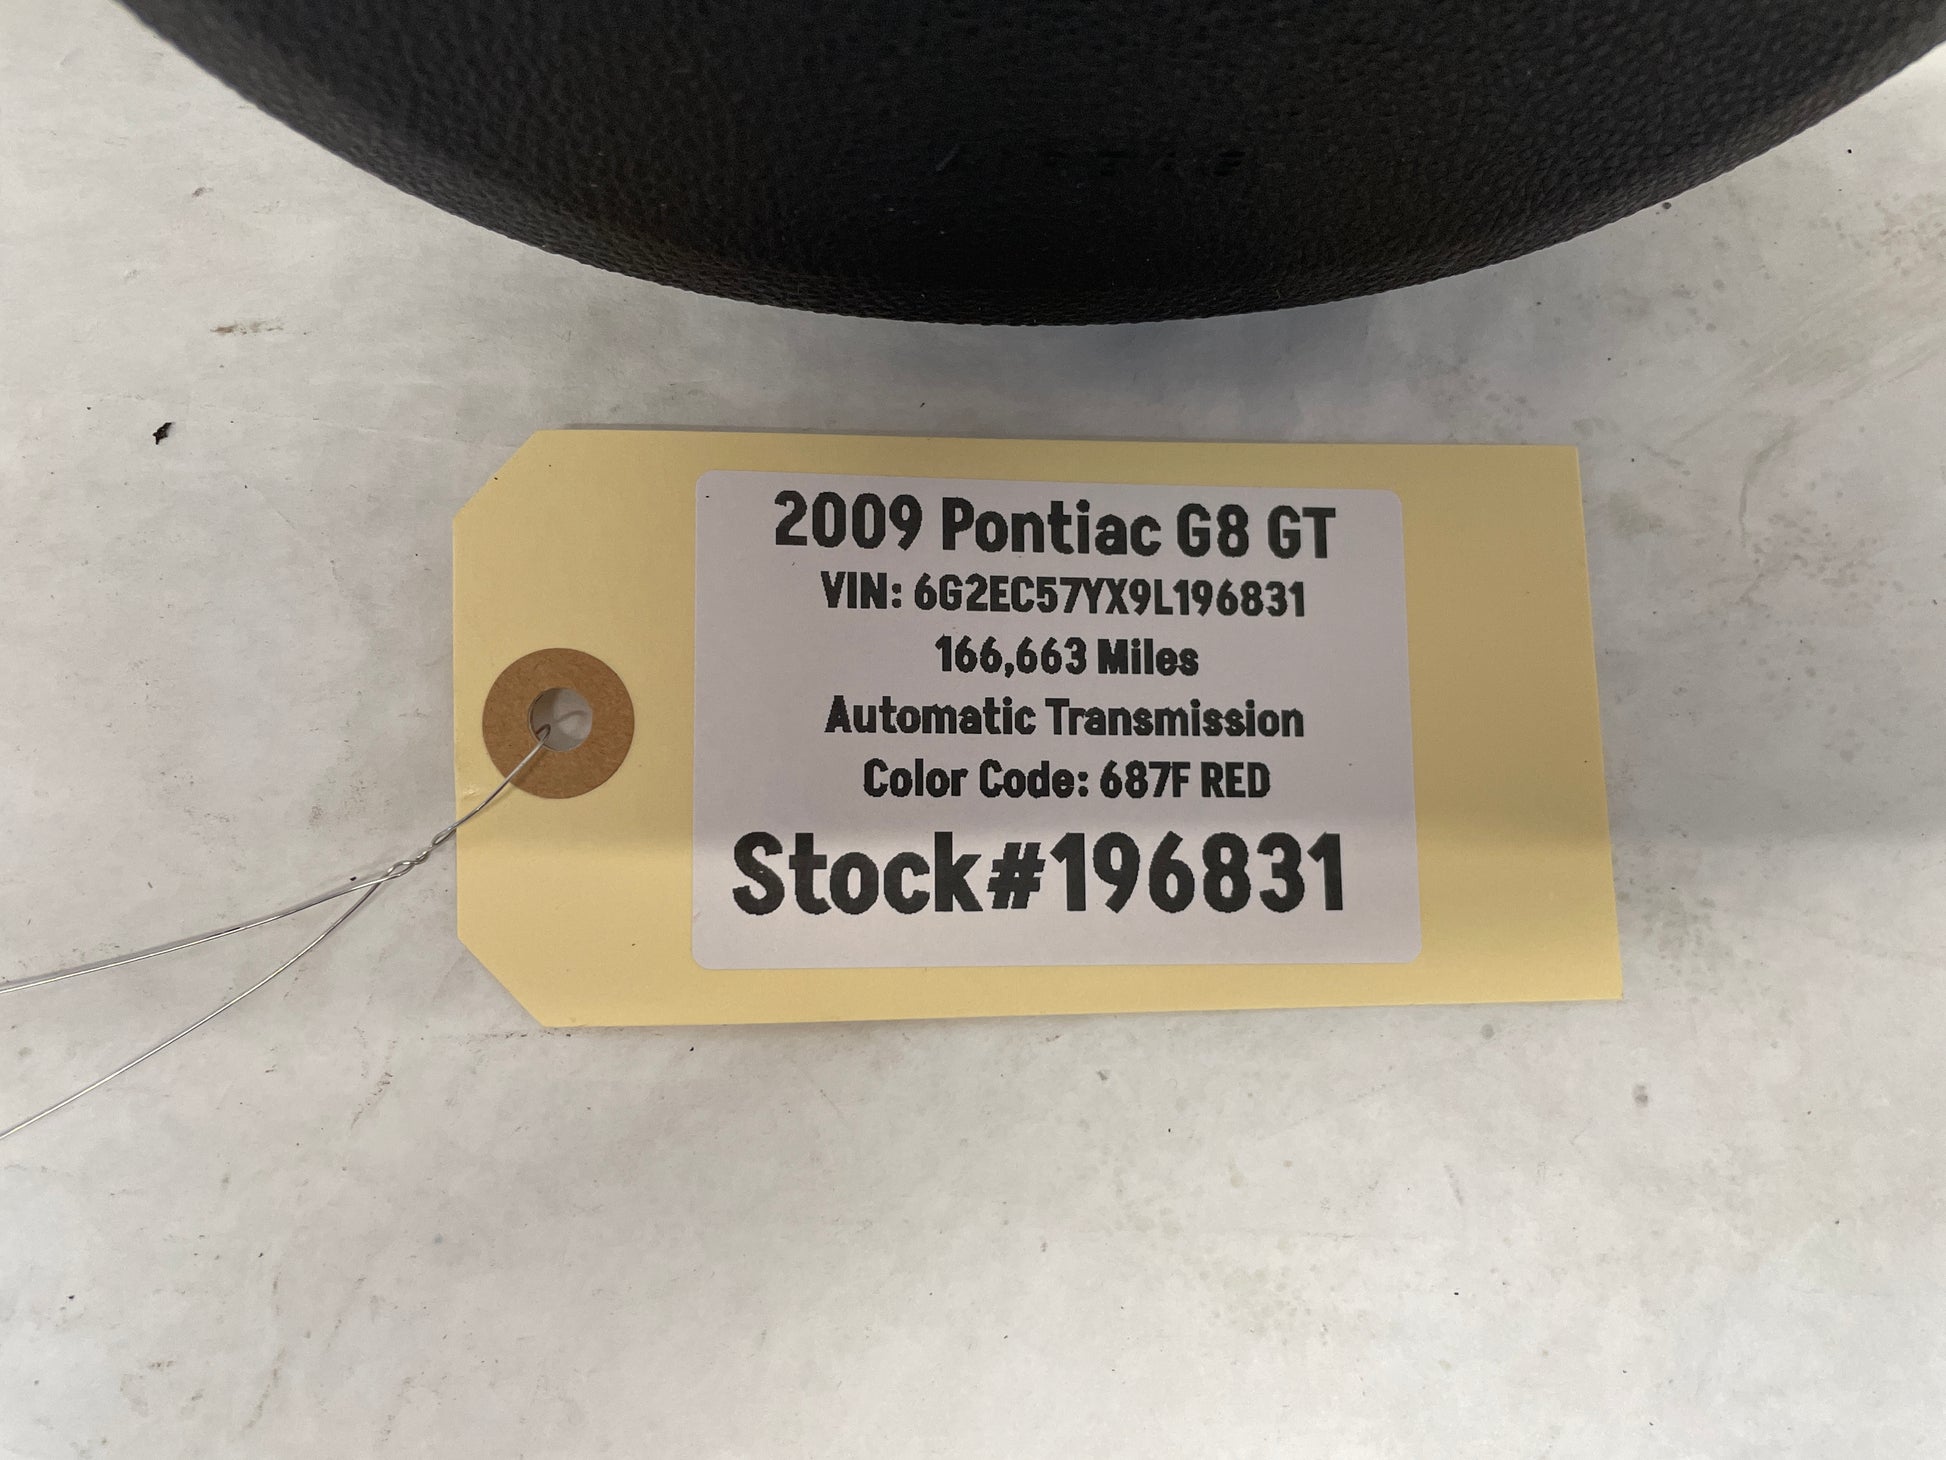 2009 Pontiac G8 GT
VIN: 6G2EC57YX9L196831
166,663 Miles
Automatic Transmission
Color Code: 687F RED
Stock#196831